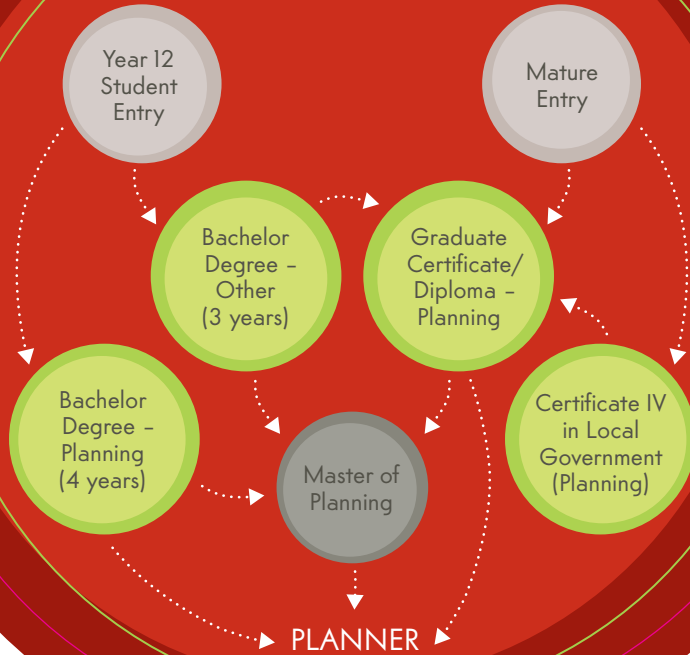 Year 12
Student
Entry
Mature
Entry
Bachelor
Degree –
Other
(3 years)
Graduate
Certificate/
Diploma –
Planning
Bachelor
Degree –
Planning
(4 years)
Master of
Planning
Certificate IV
in Local
Government
(Planning)
PLANNER